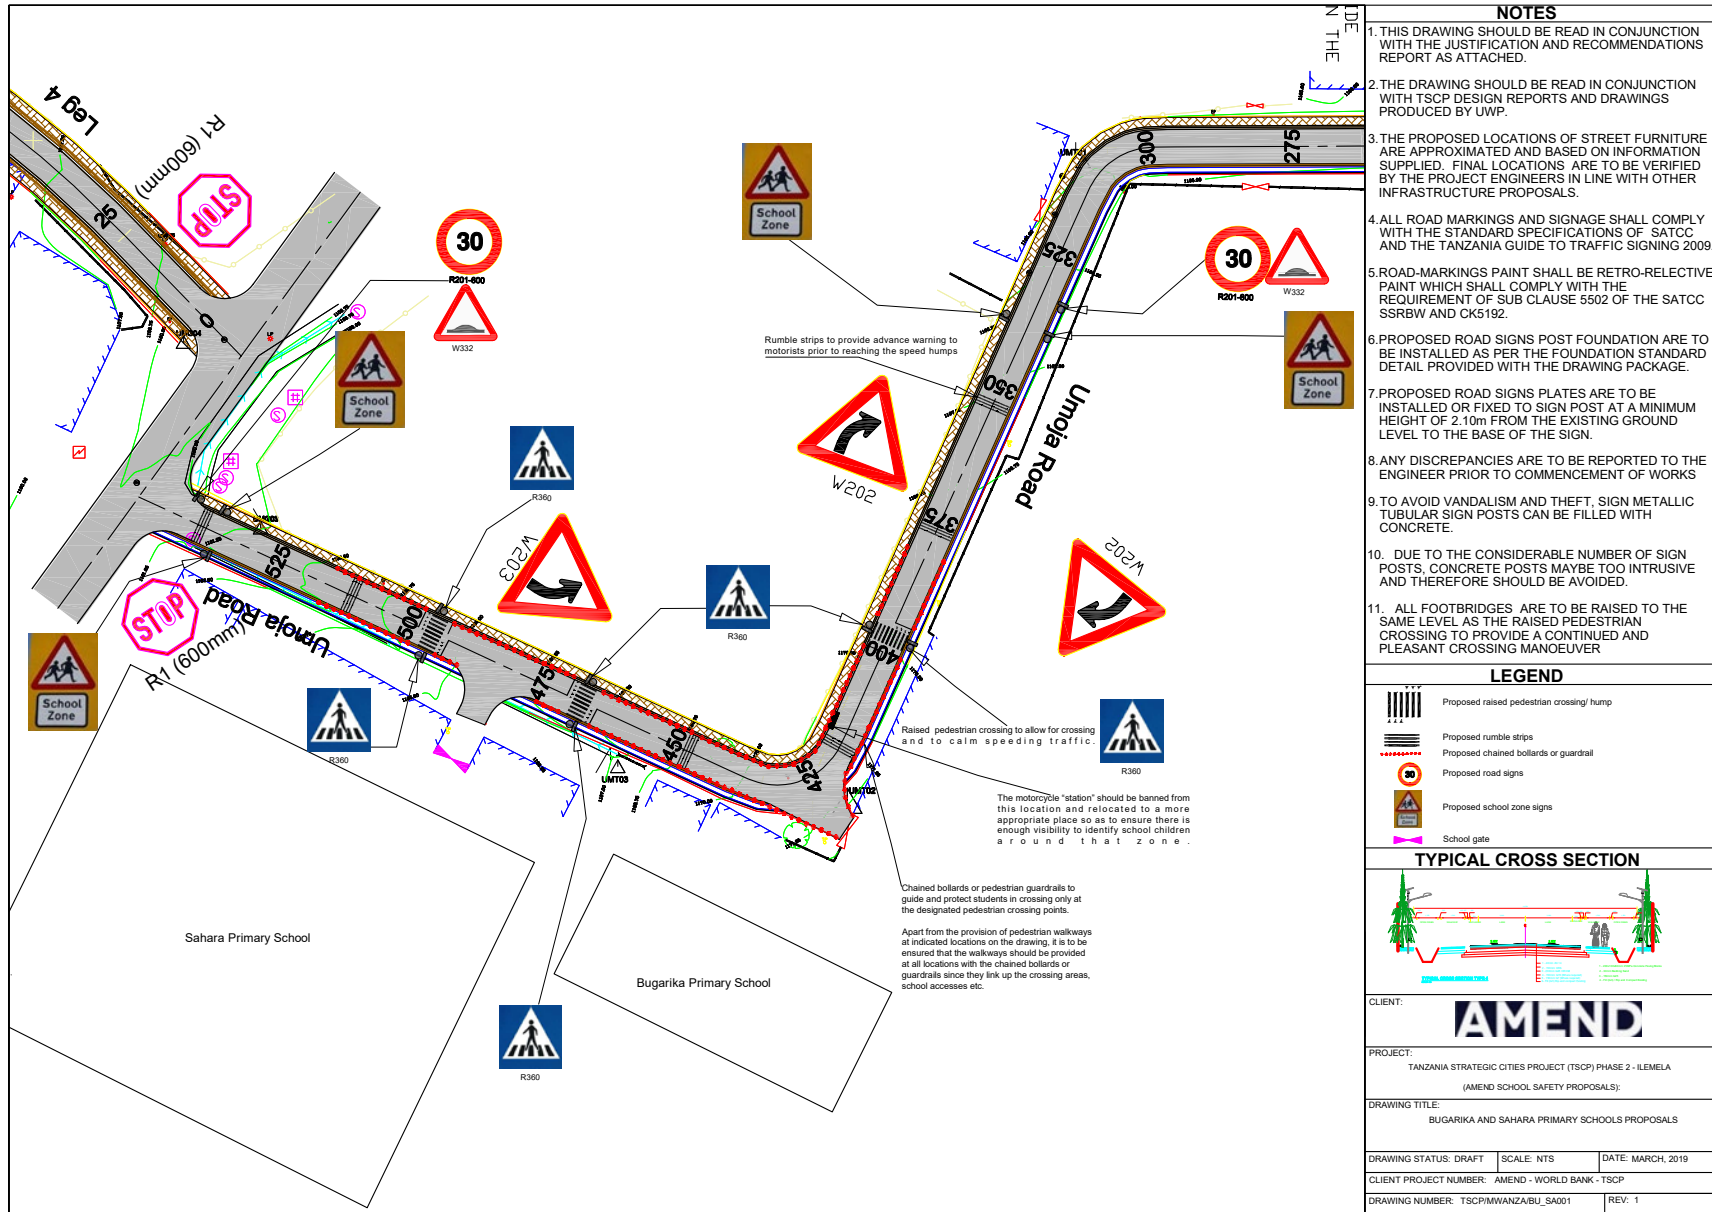 DE
N THE
Leg 4
R1 (600mm)
STOP
25
0
30
R201-600
W332
School
Zone
R360
W203
525
500
475
450
425
400
375
350
325
300
275
Umoja Road
STOP
R1 (600mm)
School
Zone
R360
R360
R360
UMT03
UMT02
Umoja Road
School
Zone
30
R201-600
W332
School
Zone
Rumble strips to provide advance warning to
motorists prior to reaching the speed humps
W202
W202
R360
Raised pedestrian crossing to allow for crossing
and to calm speeding traffic.
The motorcycle "station" should be banned from
this location and relocated to a more
appropriate place so as to ensure there is
enough visibility to identify school children
around that zone.
Chained bollards or pedestrian guardrails to
guide and protect students in crossing only at
the designated pedestrian crossing points.
Apart from the provision of pedestrian walkways
at indicated locations on the drawing, it is to be
ensured that the walkways should be provided
at all locations with the chained bollards or
guardrails since they link up the crossing areas,
school accesses etc.
Sahara Primary School
Bugarika Primary School
NOTES
1. THIS DRAWING SHOULD BE READ IN CONJUNCTION
WITH THE JUSTIFICATION AND RECOMMENDATIONS
REPORT AS ATTACHED.
2. THE DRAWING SHOULD BE READ IN CONJUNCTION
WITH TSCP DESIGN REPORTS AND DRAWINGS
PRODUCED BY UWP.
3. THE PROPOSED LOCATIONS OF STREET FURNITURE
ARE APPROXIMATED AND BASED ON INFORMATION
SUPPLIED. FINAL LOCATIONS ARE TO BE VERIFIED
BY THE PROJECT ENGINEERS IN LINE WITH OTHER
INFRASTRUCTURE PROPOSALS.
4. ALL ROAD MARKINGS AND SIGNAGE SHALL COMPLY
WITH THE STANDARD SPECIFICATIONS OF SATCC
AND THE TANZANIA GUIDE TO TRAFFIC SIGNING 2009.
5. ROAD-MARKINGS PAINT SHALL BE RETRO-RELECTIVE
PAINT WHICH SHALL COMPLY WITH THE
REQUIREMENT OF SUB CLAUSE 5502 OF THE SATCC
SSRBW AND CK5192.
6. PROPOSED ROAD SIGNS POST FOUNDATION ARE TO
BE INSTALLED AS PER THE FOUNDATION STANDARD
DETAIL PROVIDED WITH THE DRAWING PACKAGE.
7. PROPOSED ROAD SIGNS PLATES ARE TO BE
INSTALLED OR FIXED TO SIGN POST AT A MINIMUM
HEIGHT OF 2.10m FROM THE EXISTING GROUND
LEVEL TO THE BASE OF THE SIGN.
8. ANY DISCREPANCIES ARE TO BE REPORTED TO THE
ENGINEER PRIOR TO COMMENCEMENT OF WORKS
9. TO AVOID VANDALISM AND THEFT, SIGN METALLIC
TUBULAR SIGN POSTS CAN BE FILLED WITH
CONCRETE.
10. DUE TO THE CONSIDERABLE NUMBER OF SIGN
POSTS, CONCRETE POSTS MAYBE TOO INTRUSIVE
AND THEREFORE SHOULD BE AVOIDED.
11. ALL FOOTBRIDGES ARE TO BE RAISED TO THE
SAME LEVEL AS THE RAISED PEDESTRIAN
CROSSING TO PROVIDE A CONTINUED AND
PLEASANT CROSSING MANOEUVER
LEGEND
Proposed raised pedestrian crossing/ hump
Proposed rumble strips
Proposed chained bollards or guardrail
30
Proposed road signs
Proposed school zone signs
School gate
TYPICAL CROSS SECTION
CLIENT:
AMEND
PROJECT:
TANZANIA STRATEGIC CITIES PROJECT (TSCP) PHASE 2 - ILEMELA
(AMEND SCHOOL SAFETY PROPOSALS):
DRAWING TITLE:
BUGARIKA AND SAHARA PRIMARY SCHOOLS PROPOSALS
DRAWING STATUS: DRAFT
SCALE: NTS
DATE: MARCH, 2019
CLIENT PROJECT NUMBER: AMEND - WORLD BANK - TSCP
DRAWING NUMBER: TSCP/MWANZA/BU_SA001
REV: 1